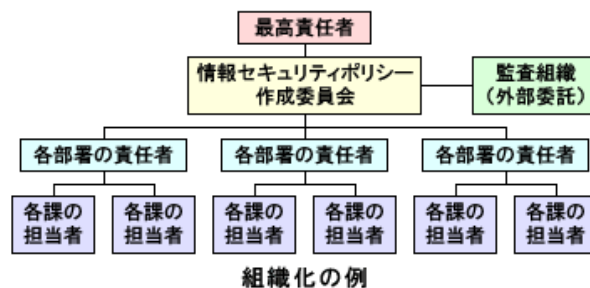 最高責任者
情報セキュリティポリシー
作成委員会
監査組織
（外部委託）
各部署の責任者
各部署の責任者
各部署の責任者
各課の
担当者
各課の
担当者
各課の
担当者
各課の
担当者
各課の
担当者
各課の
担当者
組織化の例